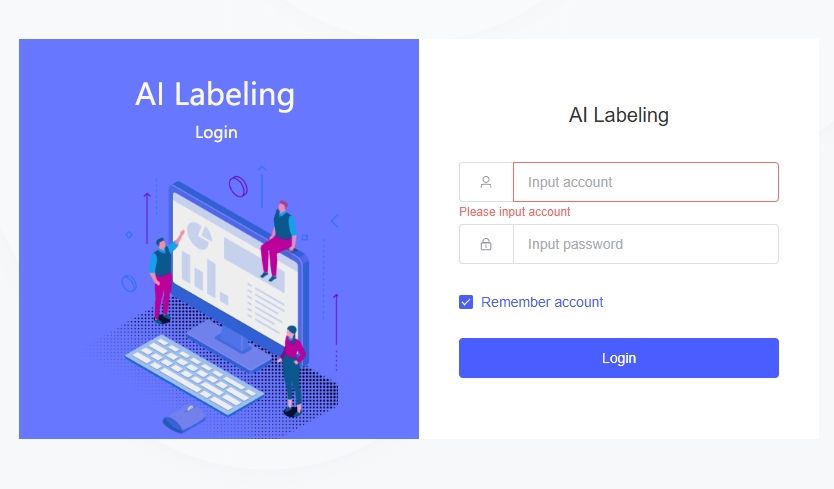 AI Labeling
Login
AI Labeling
Input account
Please input account
Input password
Remember account
Login